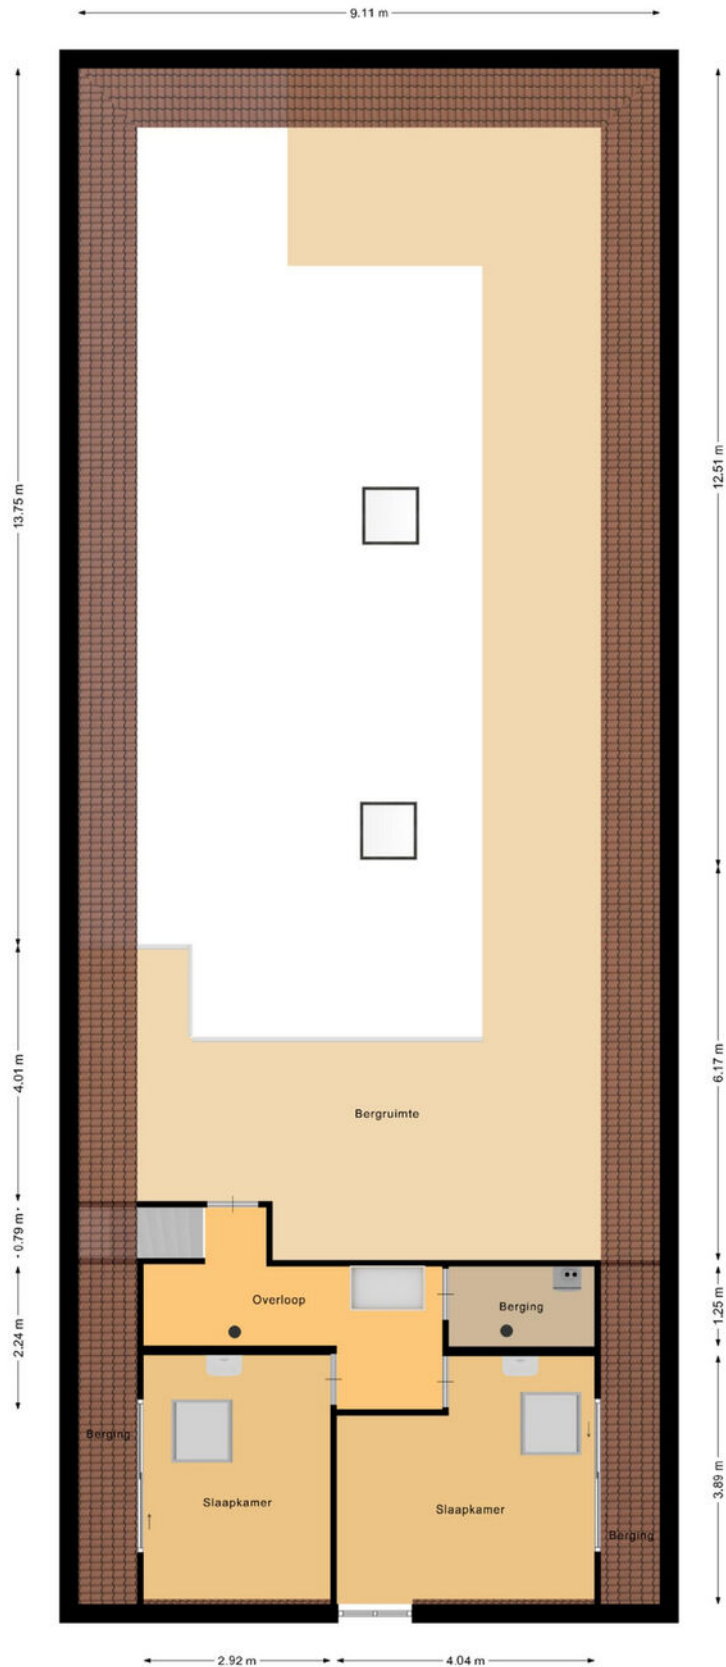 9.11 m
13.75 m
12.51 m
4.01 m
6.17 m
Bergruimte
0.79 m
Overloop
Berging
1.25 m
2.24 m
Berging
Slaapkamer
Slaapkamer
3.89 m
Berging
2.92 m
4.04 m